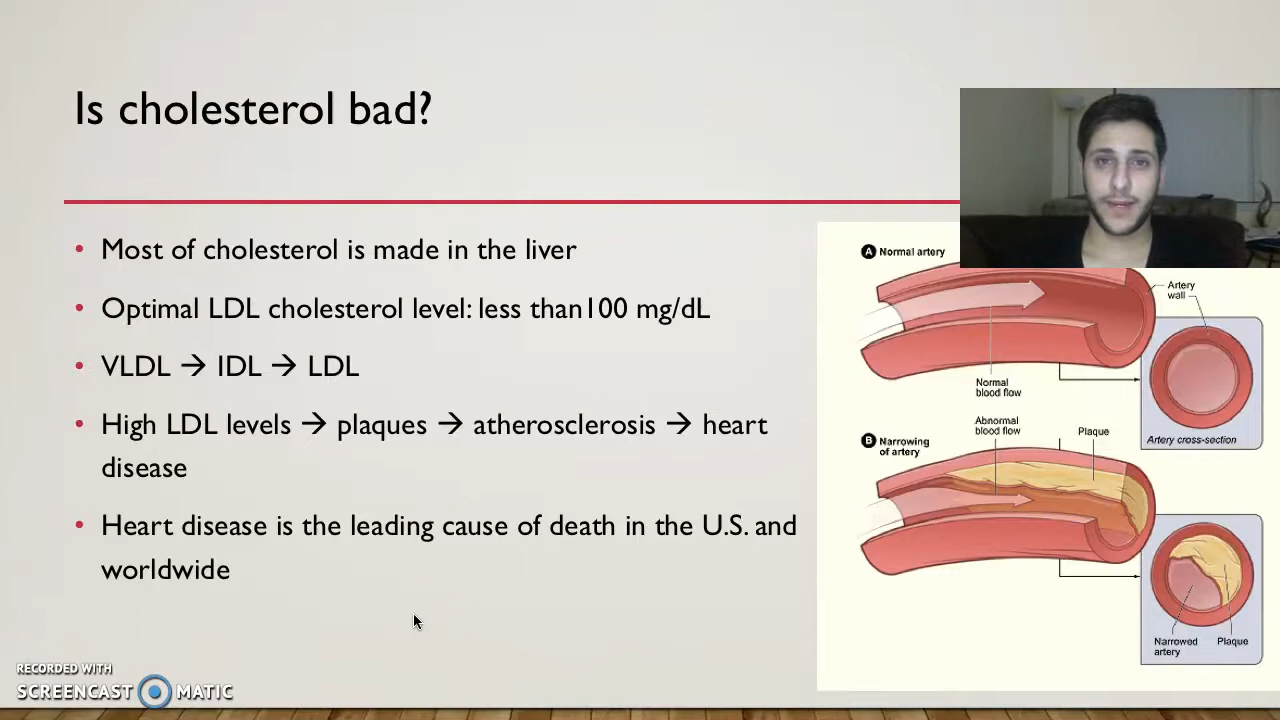 Is cholesterol bad?
• Most of cholesterol is made in the liver
• Optimal LDL cholesterol level: less than100 mg/dL
• VLDL → IDL → LDL
• High LDL levels → plaques → atherosclerosis → heart
disease
• Heart disease is the leading cause of death in the U.S. and
worldwide
A Normal artery
Artery
wall
Normal
blood flow
Artery cross-section
Abnormal
blood flow
Plaque
B Narrowing
of artery
Narrowed
artery
Plaque
RECORDED WITH
SCREENCAST MATIC